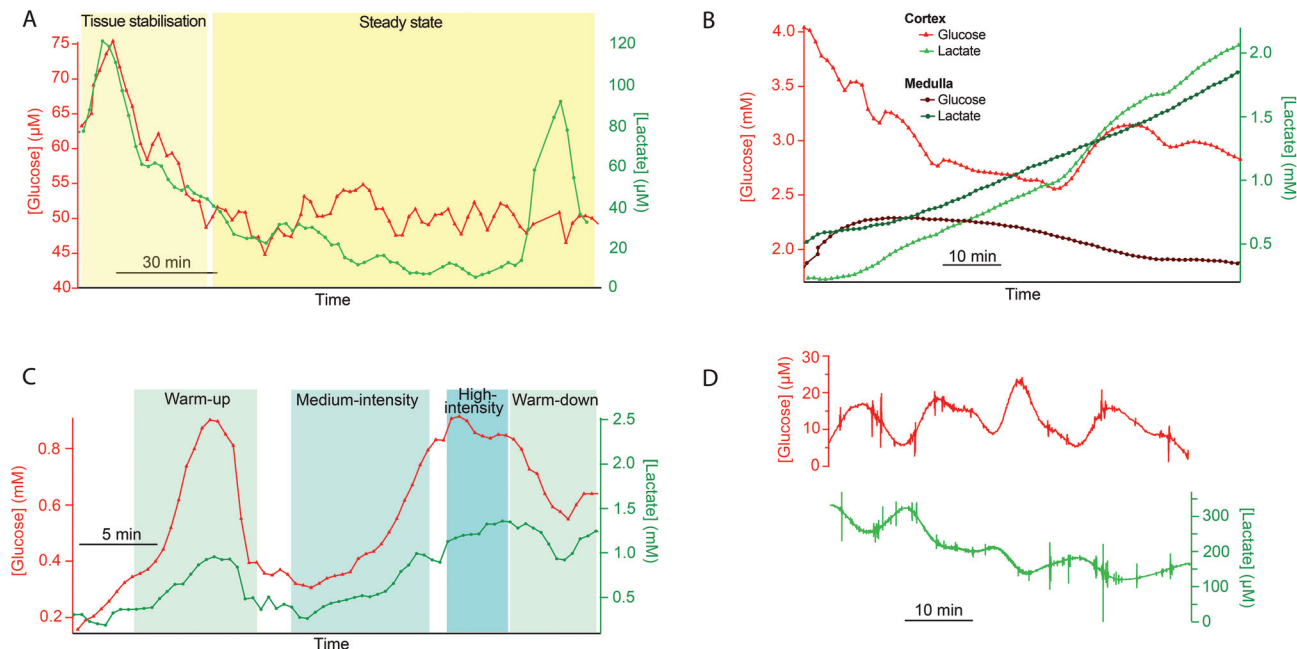 A
Tissue stabilisation
Steady state
75
70
65
60
55
50
45
40
[Glucose] (µM)
120
100
80
60
40
20
0
[Lactate] (µM)
30 min
Time
B
Cortex
Glucose
Lactate
Medulla
Glucose
Lactate
4.0
3.5
3.0
2.5
2.0
[Glucose] (mM)
2.0
1.5
1.0
0.5
[Lactate] (mM)
10 min
Time
C
Warm-up
Medium-intensity
High-
intensity
Warm-down
0.8
0.6
0.4
0.2
[Glucose] (mM)
2.5
2.0
1.5
1.0
0.5
[Lactate] (mM)
5 min
Time
D
30
20
10
0
[Glucose] (µM)
300
200
100
0
[Lactate] (µM)
10 min